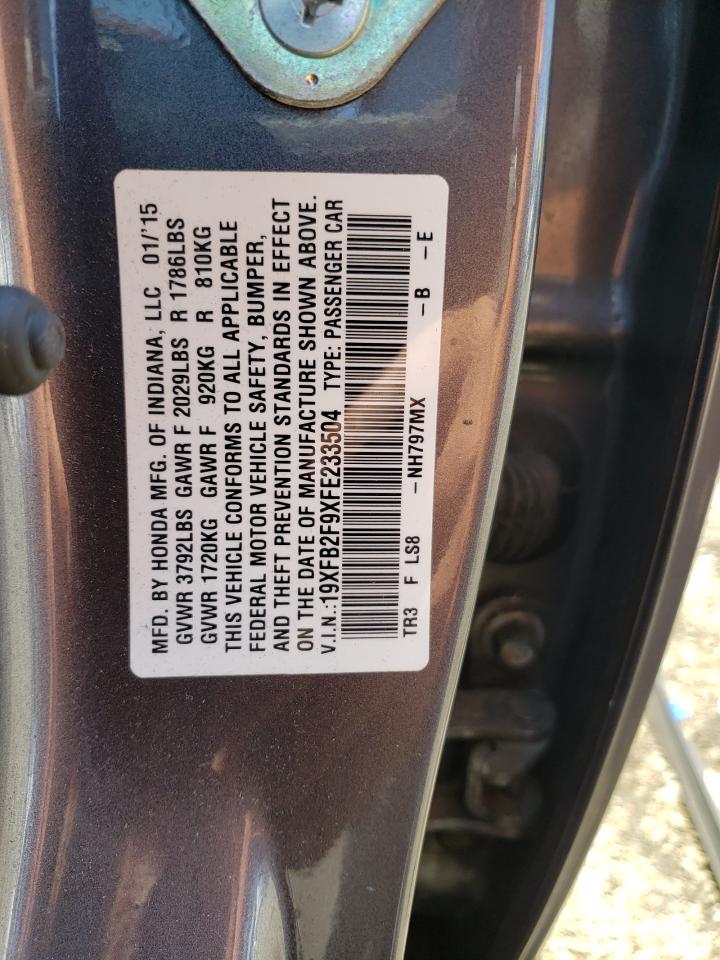 MFD. BY HONDA MFG. OF INDIANA, LLC 01/'15
GVWR 3792LBS GAWR F 2029LBS R 1786LBS
GVWR 1720KG GAWR F 920KG R 810KG
THIS VEHICLE CONFORMS TO ALL APPLICABLE
FEDERAL MOTOR VEHICLE SAFETY, BUMPER,
AND THEFT PREVENTION STANDARDS IN EFFECT
ON THE DATE OF MANUFACTURE SHOWN ABOVE.
V.I.N.:19XFB2F9XFE233504 TYPE: PASSENGER CAR
TR3 F LS8 -NH797MX -B -E